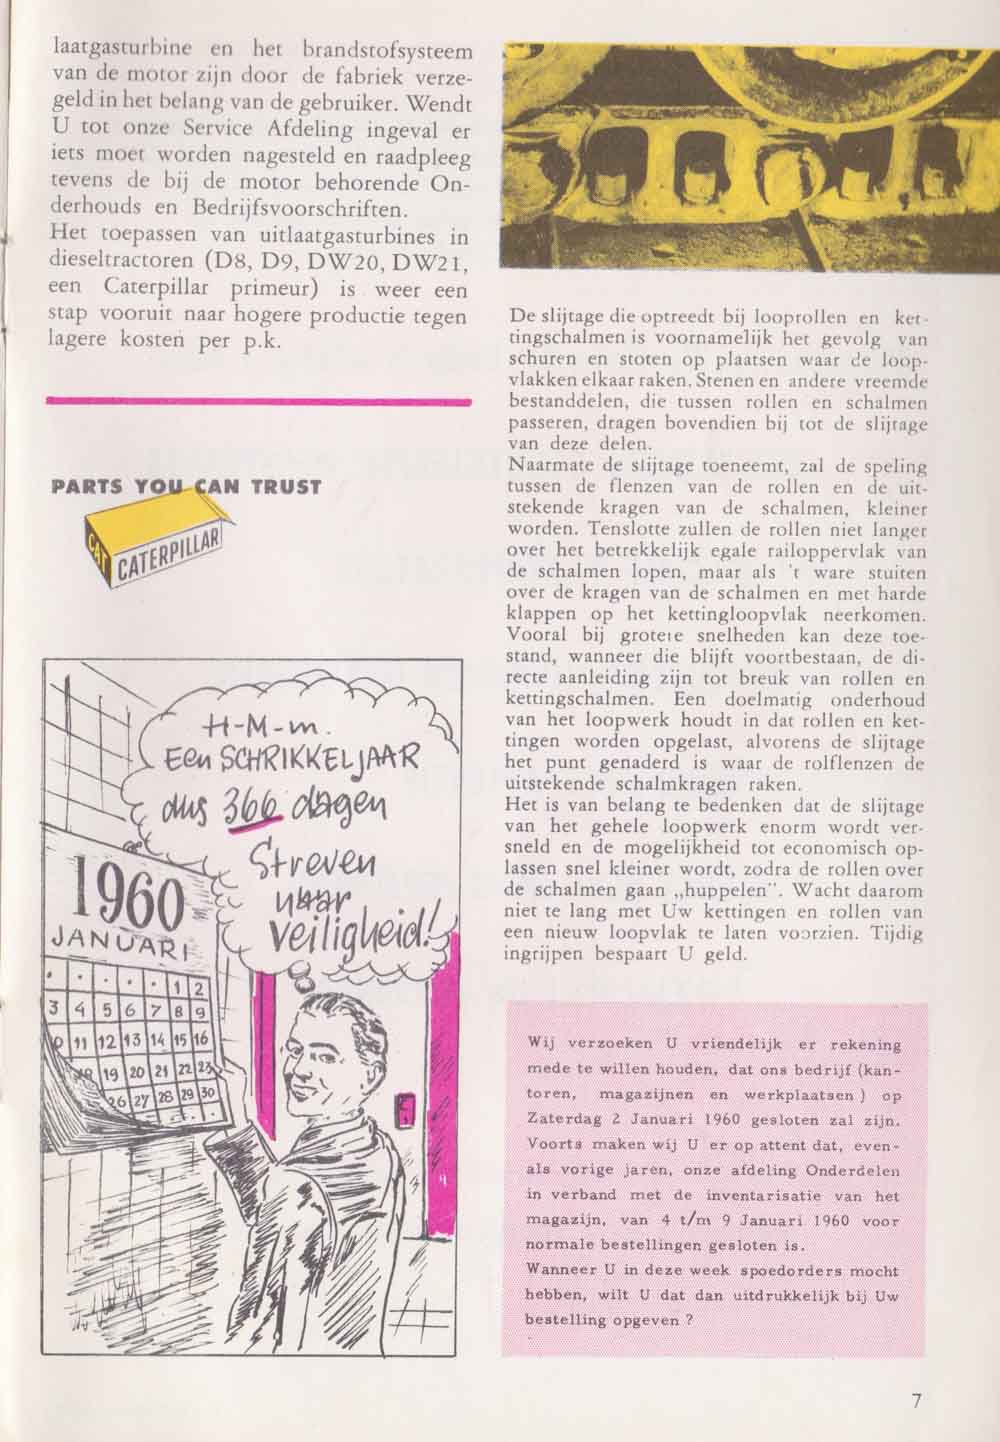 laatgasturbine en het brandstofsysteem
van de motor zijn door de fabriek verze-
geld in het belang van de gebruiker. Wendt
U tot onze Service Afdeling ingeval er
iets moet worden nagesteld en raadpleeg
tevens de bij de motor behorende On-
derhouds en Bedrijfsvoorschriften.
Het toepassen van uitlaatgasturbines in
dieseltractoren (D8, D9, DW20, DW21,
een Caterpillar primeur) is weer een
stap vooruit naar hogere productie tegen
lagere kosten per p.k.
PARTS YOU CAN TRUST
CAT
CATERPILLAR
H-M-m.
Een SCHRIKKELJAAR
dus 366 dagen
Streven
naar
veiligheid!
1960
JANUARI
1 2
3 4 5 6 7 8 9
11 12 13 14 15 16
19 20 21 22 23
26 27 28 29 30
De slijtage die optreedt bij looprollen en ket-
tingschalmen is voornamelijk het gevolg van
schuren en stoten op plaatsen waar de loop-
vlakken elkaar raken. Stenen en andere vreemde
bestanddelen, die tussen rollen en schalmen
passeren, dragen bovendien bij tot de slijtage
van deze delen.
Naarmate de slijtage toeneemt, zal de speling
tussen de flenzen van de rollen en de uit-
stekende kragen van de schalmen, kleiner
worden. Tenslotte zullen de rollen niet langer
over het betrekkelijk egale railoppervlak van
de schalmen lopen, maar als 't ware stuiten
over de kragen van de schalmen en met harde
klappen op het kettingloopvlak neerkomen.
Vooral bij grotere snelheden kan deze toe-
stand, wanneer die blijft voortbestaan, de di-
recte aanleiding zijn tot breuk van rollen en
kettingschalmen. Een doelmatig onderhoud
van het loopwerk houdt in dat rollen en ket-
tingen worden opgelast, alvorens de slijtage
het punt genaderd is waar de rolflenzen de
uitstekende schalmkragen raken.
Het is van belang te bedenken dat de slijtage
van het gehele loopwerk enorm wordt ver-
sneld en de mogelijkheid tot economisch op-
lassen snel kleiner wordt, zodra de rollen over
de schalmen gaan „huppelen”. Wacht daarom
niet te lang met Uw kettingen en rollen van
een nieuw loopvlak te laten voorzien. Tijdig
ingrijpen bespaart U geld.
Wij verzoeken U vriendelijk er rekening
mede te willen houden, dat ons bedrijf (kan-
toren, magazijnen en werkplaatsen) op
Zaterdag 2 Januari 1960 gesloten zal zijn.
Voorts maken wij U er op attent dat, even-
als vorige jaren, onze afdeling Onderdelen
in verband met de inventarisatie van het
magazijn, van 4 t/m 9 Januari 1960 voor
normale bestellingen gesloten is.
Wanneer U in deze week spoedorders mocht
hebben, wilt U dat dan uitdrukkelijk bij Uw
bestelling opgeven ?
7